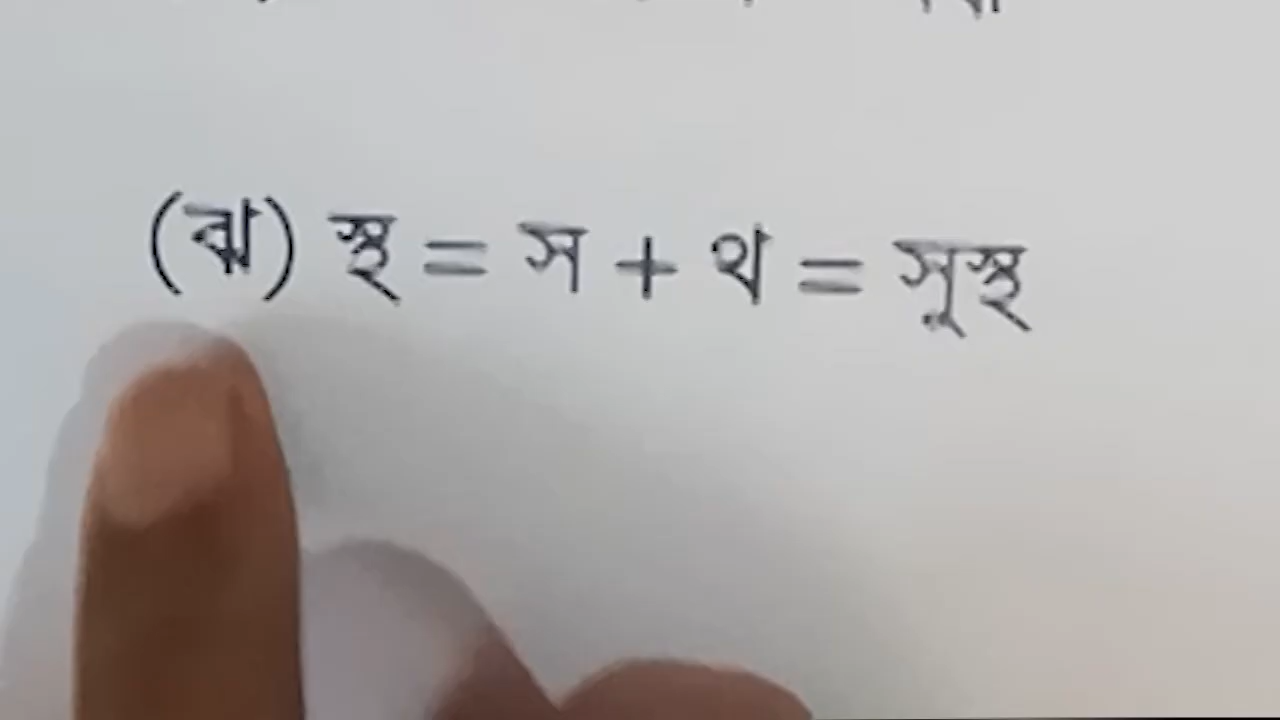 (ঝ) স্থ = স + থ = সুস্থ